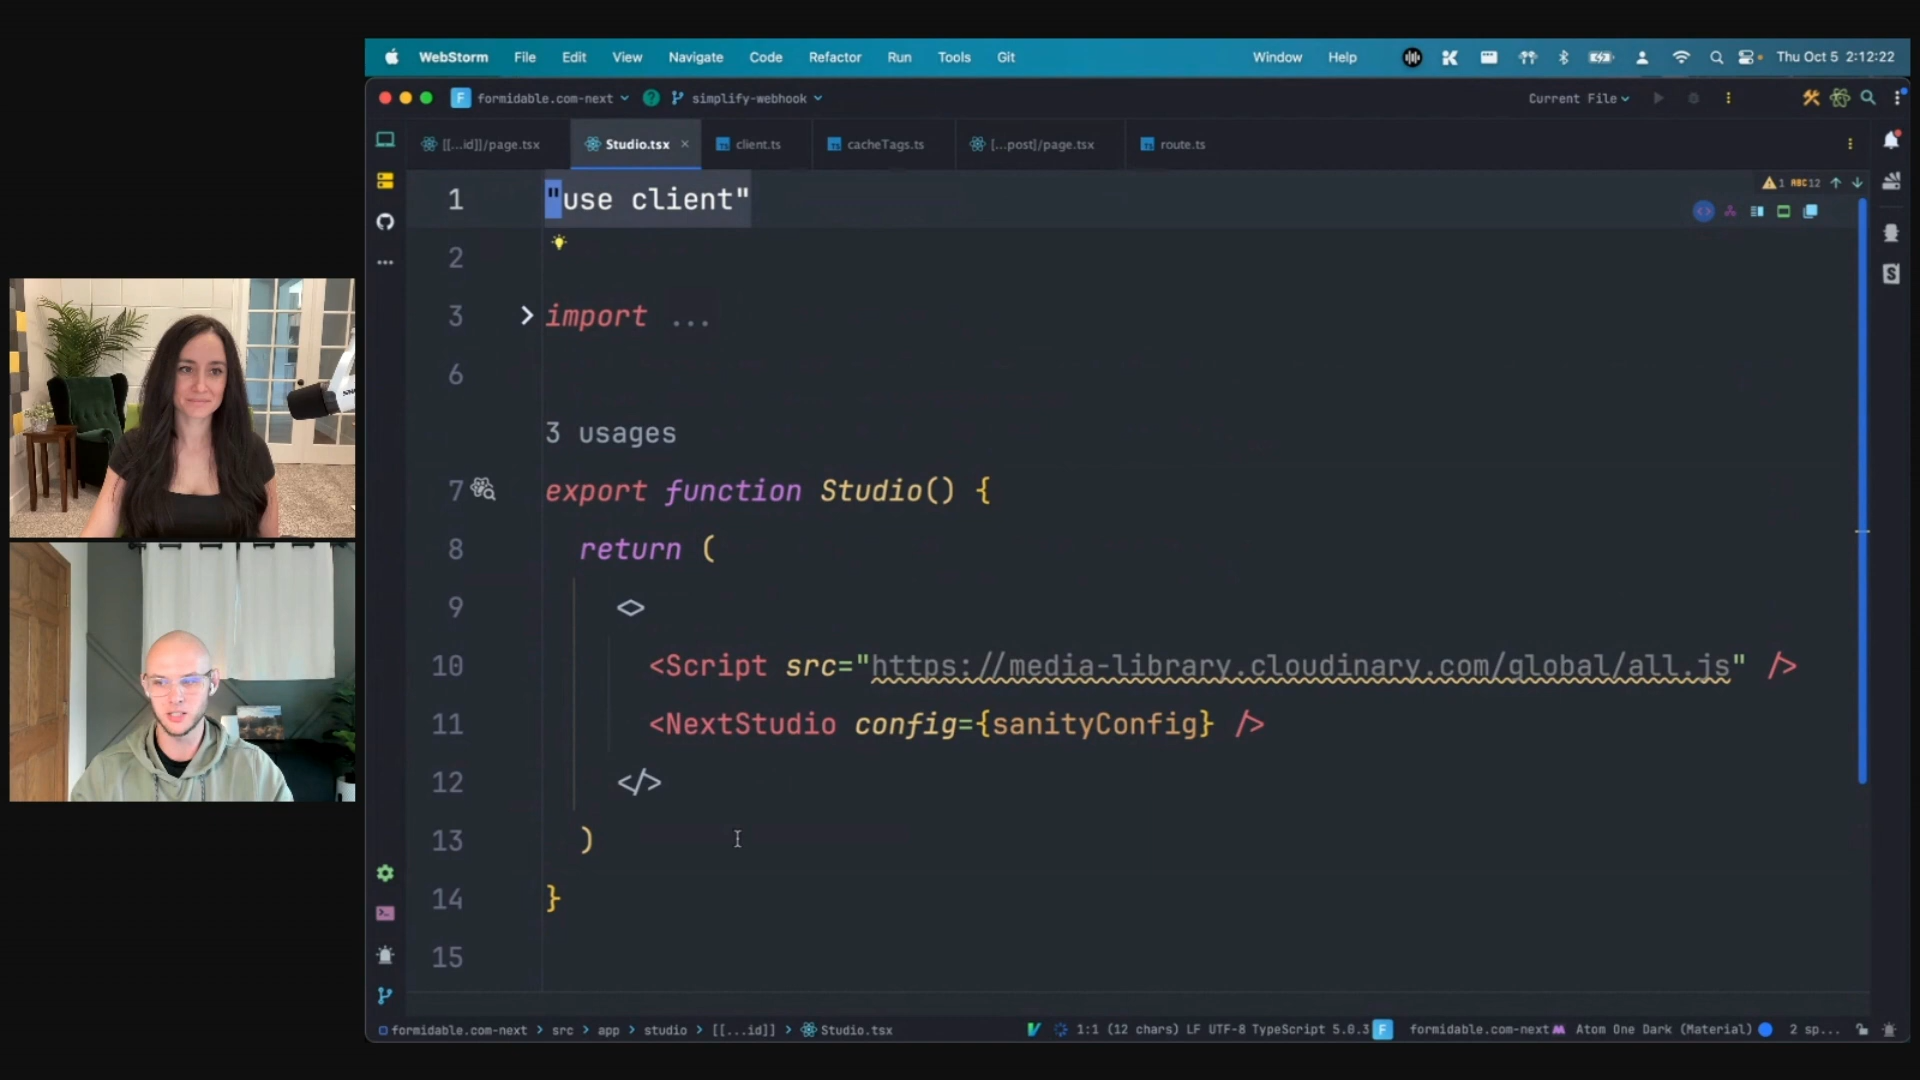 WebStorm File Edit View Navigate Code Refactor Run Tools Git Window Help Thu Oct 5 2:12:22
F formidable.com-next simplify-webhook Current File
[[...id]]/page.tsx Studio.tsx client.ts cacheTags.ts [...post]/page.tsx route.ts
1 "use client"
1 ABC 12
2
3 import ...
6
3 usages
7 export function Studio() {
8 return (
9 <>
10 <Script src="https://media-library.cloudinary.com/global/all.js" />
11 <NextStudio config={sanityConfig} />
12 </>
13 )
14 }
15
formidable.com-next > src > app > studio > [[...id]] > Studio.tsx 1:1 (12 chars) LF UTF-8 TypeScript 5.0.3 F formidable.com-next Atom One Dark (Material) 2 sp...